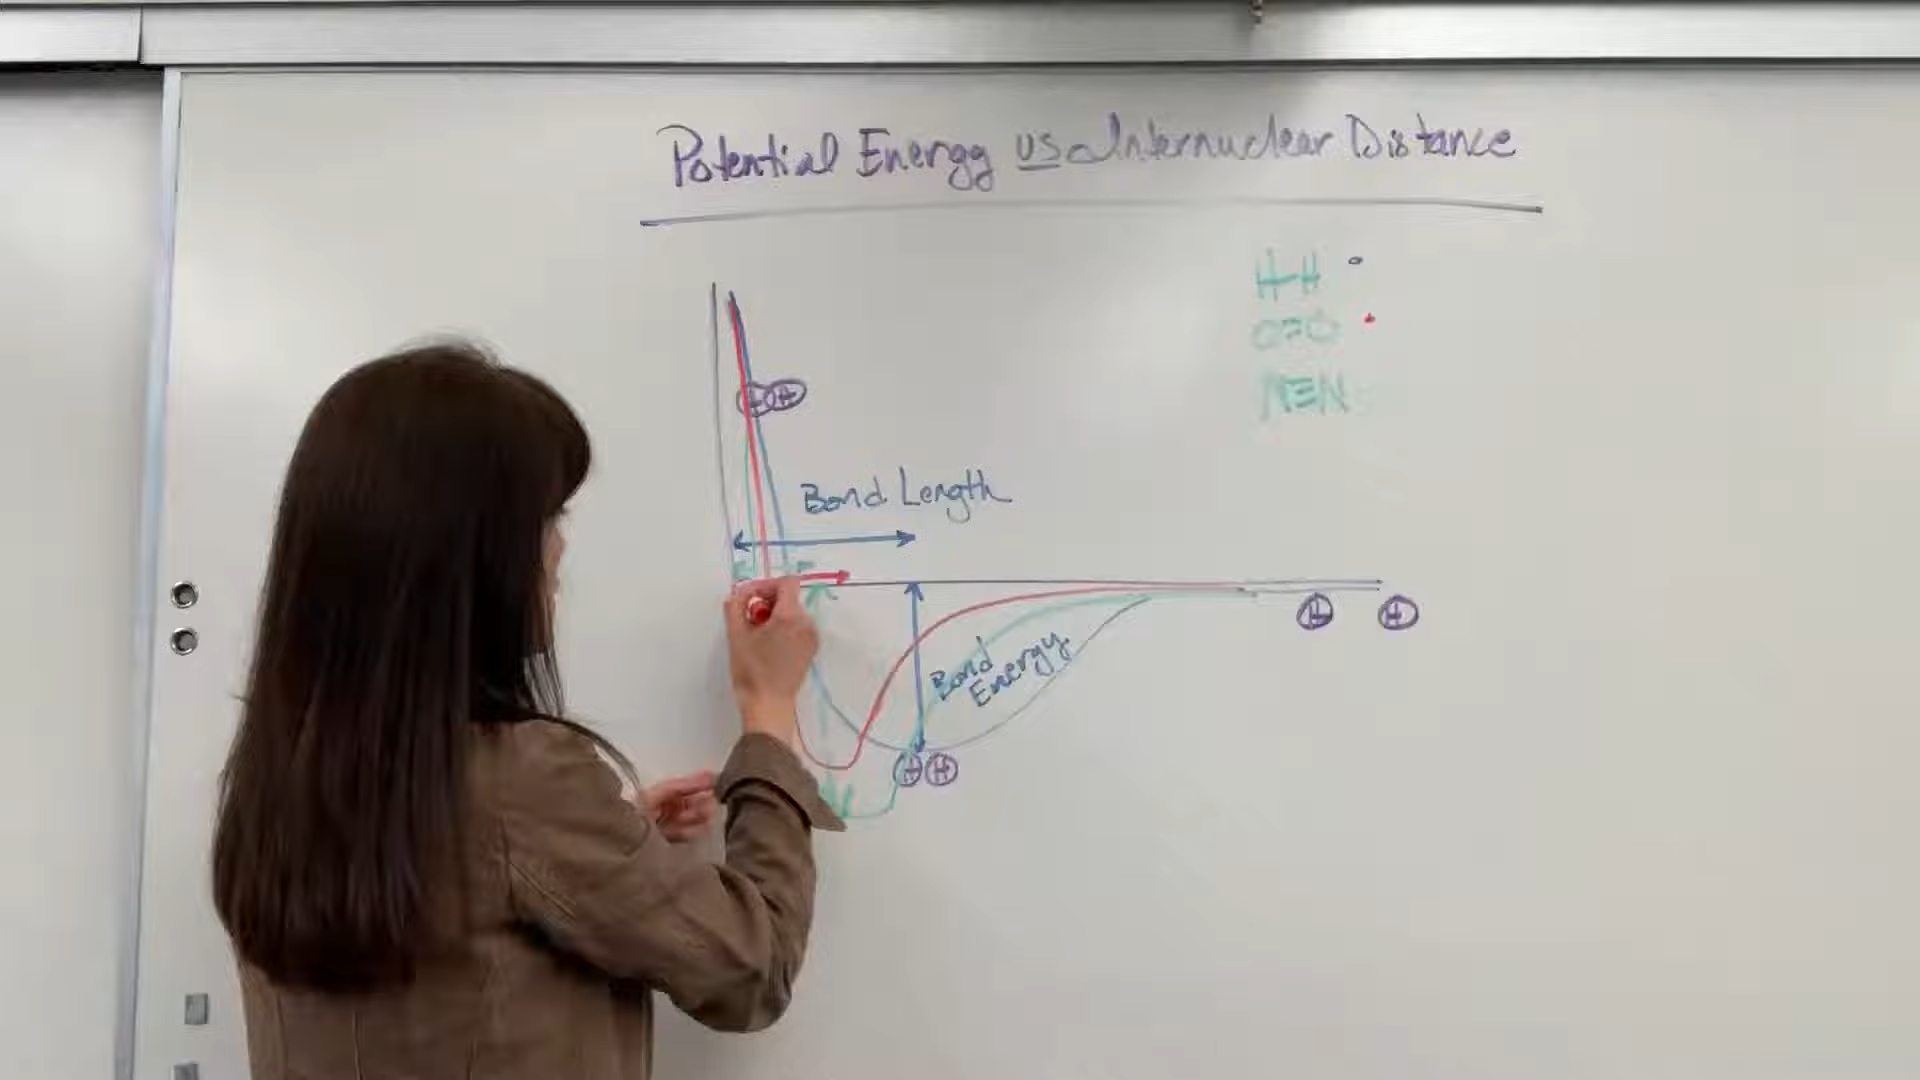 Potential Energy vs Internuclear Distance
H-H
O=O
N≡N
H H
Bond Length
H H
Bond
Energy
H H